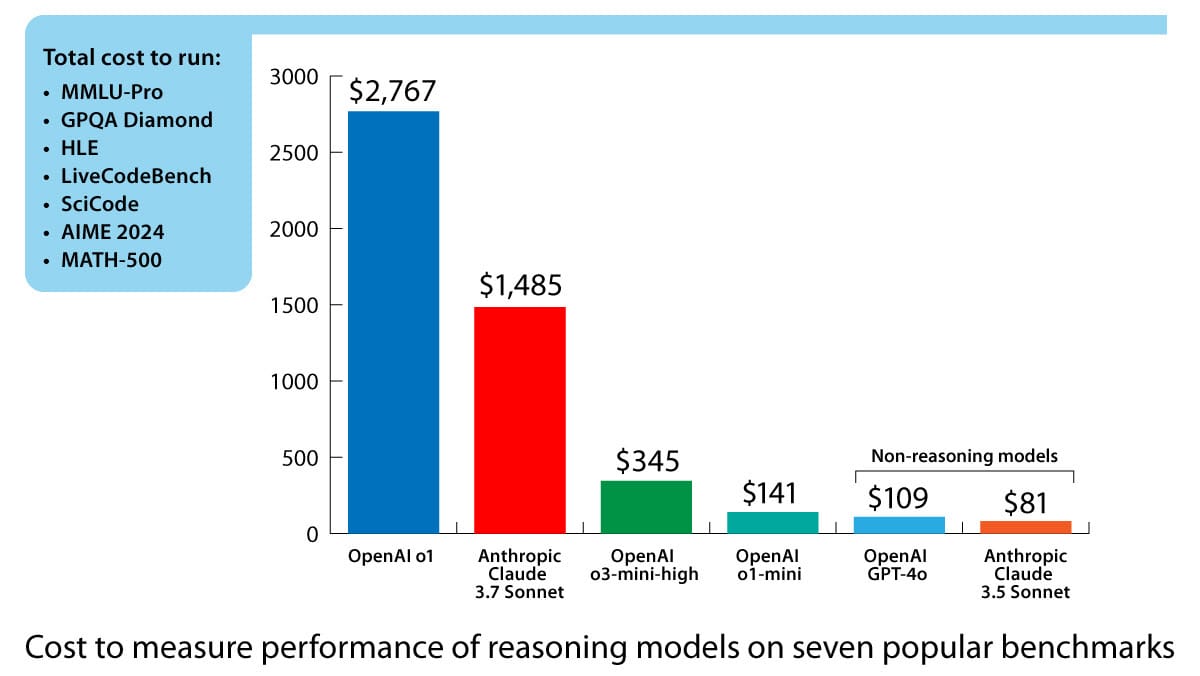 Total cost to run:
• MMLU-Pro
• GPQA Diamond
• HLE
• LiveCodeBench
• SciCode
• AIME 2024
• MATH-500
3000
2500
2000
1500
1000
500
0
$2,767
$1,485
$345
$141
Non-reasoning models
$109
$81
OpenAI o1
Anthropic
Claude
3.7 Sonnet
OpenAI
o3-mini-high
OpenAI
o1-mini
OpenAI
GPT-4o
Anthropic
Claude
3.5 Sonnet
Cost to measure performance of reasoning models on seven popular benchmarks